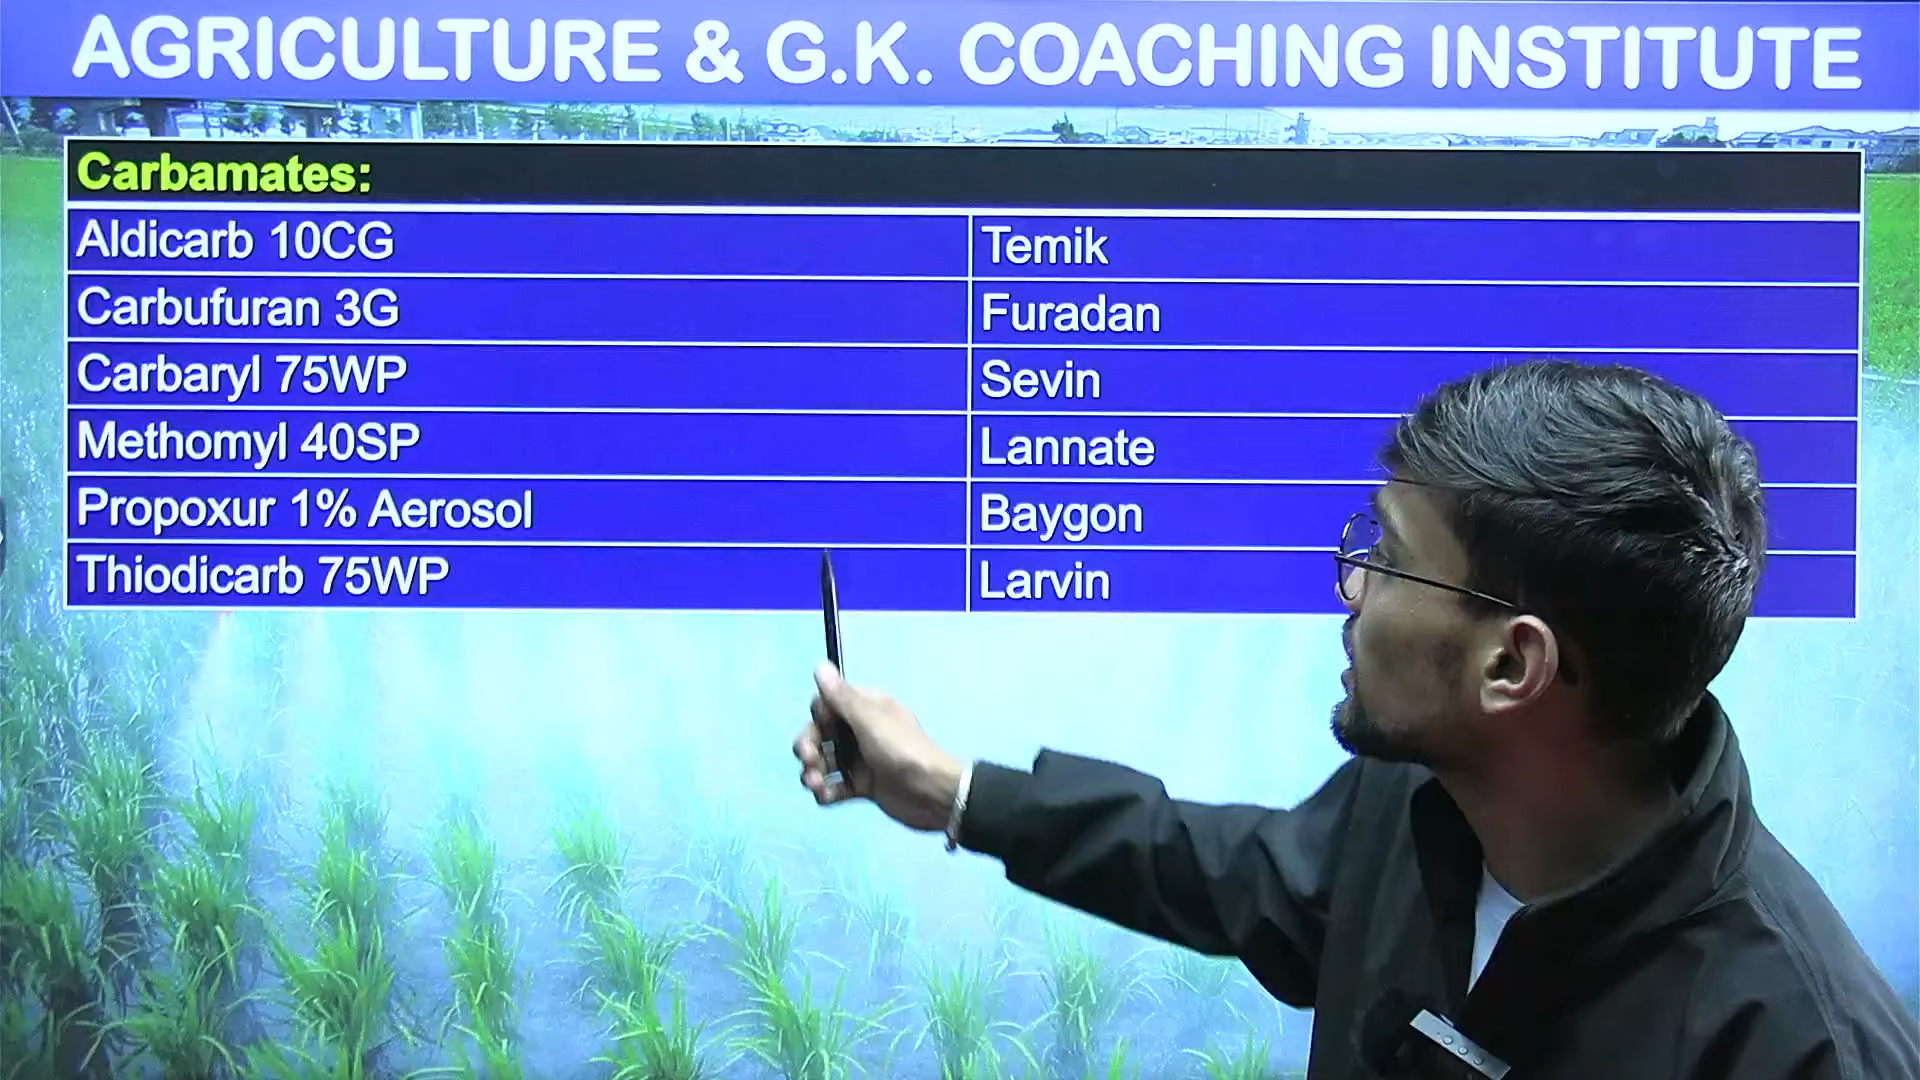 AGRICULTURE & G.K. COACHING INSTITUTE
Carbamates:
Aldicarb 10CG Temik
Carbufuran 3G Furadan
Carbaryl 75WP Sevin
Methomyl 40SP Lannate
Propoxur 1% Aerosol Baygon
Thiodicarb 75WP Larvin